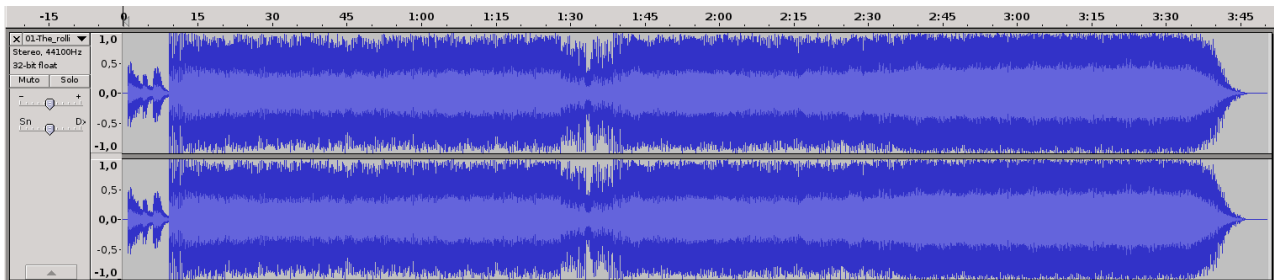 -15 0 15 30 45 1:00 1:15 1:30 1:45 2:00 2:15 2:30 2:45 3:00 3:15 3:30 3:45
X 01-The_rolli
Stereo, 44100Hz
32-bit float
Muto Solo
- +
Sn D>
1,0
0,5-
0,0-
-0,5-
-1,0
1,0
0,5-
0,0-
-0,5-
-1,0